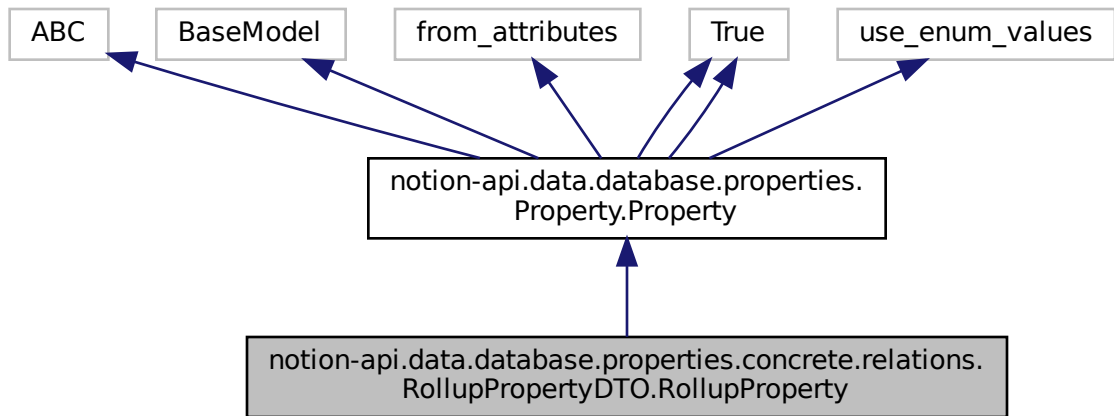 ABC
BaseModel
from_attributes
True
use_enum_values
notion-api.data.database.properties.
Property.Property
notion-api.data.database.properties.concrete.relations.
RollupPropertyDTO.RollupProperty